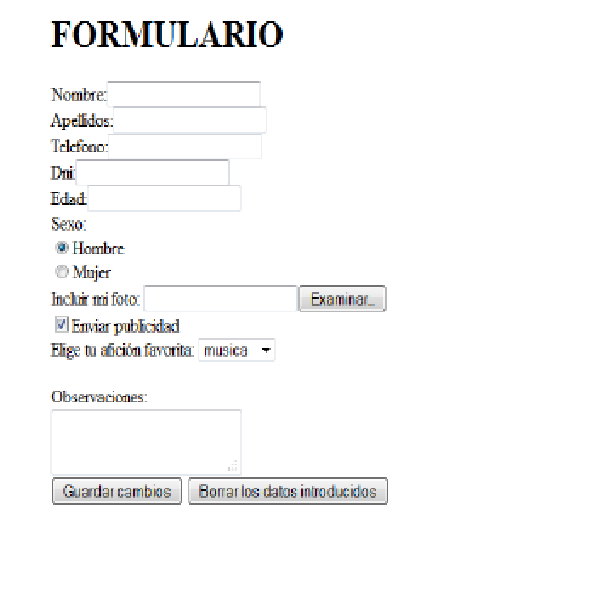 FORMULARIO
Nombre:
Apellidos:
Telefono:
Dni:
Edad:
Sexo:
Hombre
Mujer
Incluir mi foto: Examinar...
Enviar publicidad
Elige tu afición favorita: musica
Observaciones:
Guardar cambios Borrar los datos introducidos